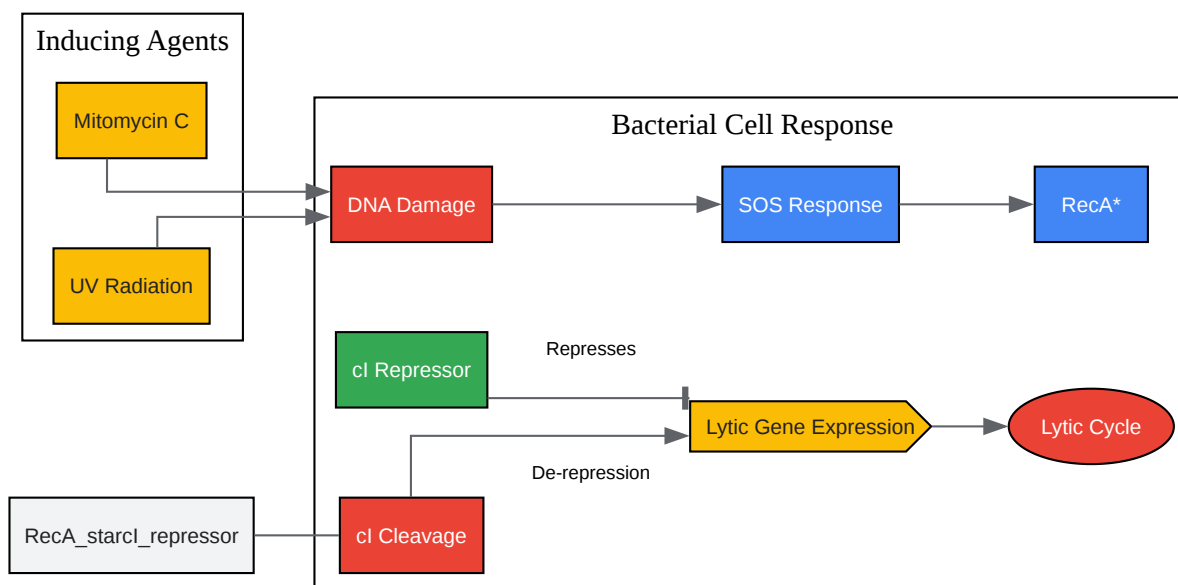 Inducing Agents
Mitomycin C
UV Radiation
Bacterial Cell Response
DNA Damage
SOS Response
RecA*
cI Repressor
Represses
Lytic Gene Expression
Lytic Cycle
De-repression
RecA_starcI_repressor
cI Cleavage